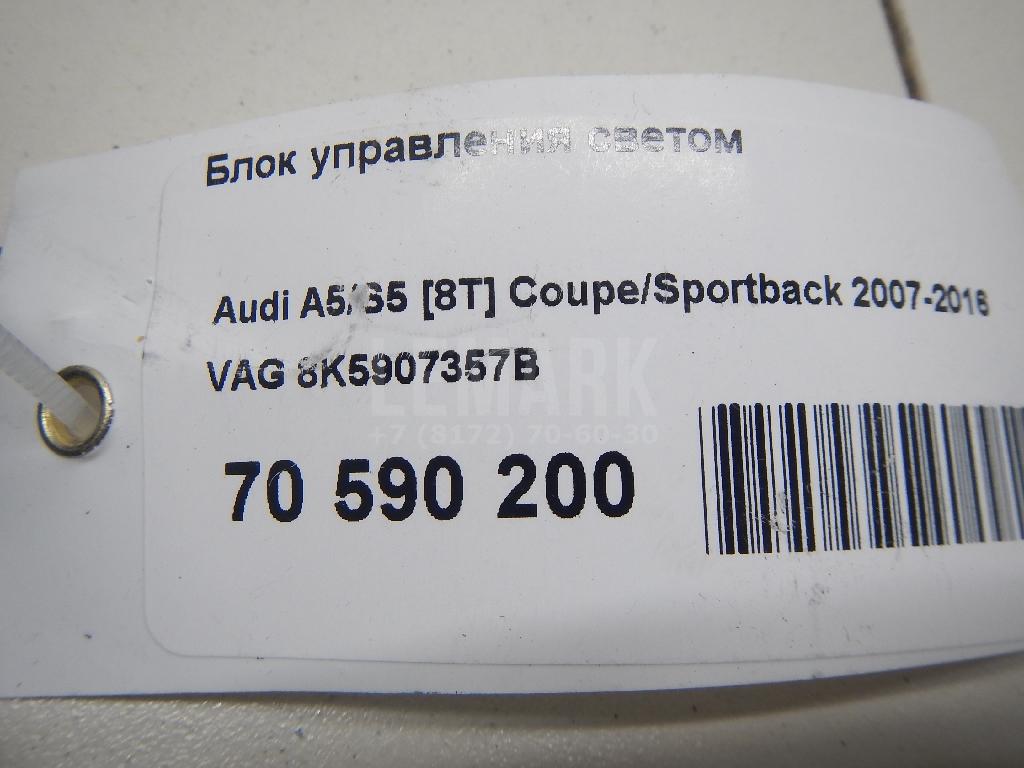 Блок управления светом
Audi A5/S5 [8T] Coupe/Sportback 2007-2016
VAG 8K5907357B
LEMARK
+7 (8172) 70-60-30
70 590 200